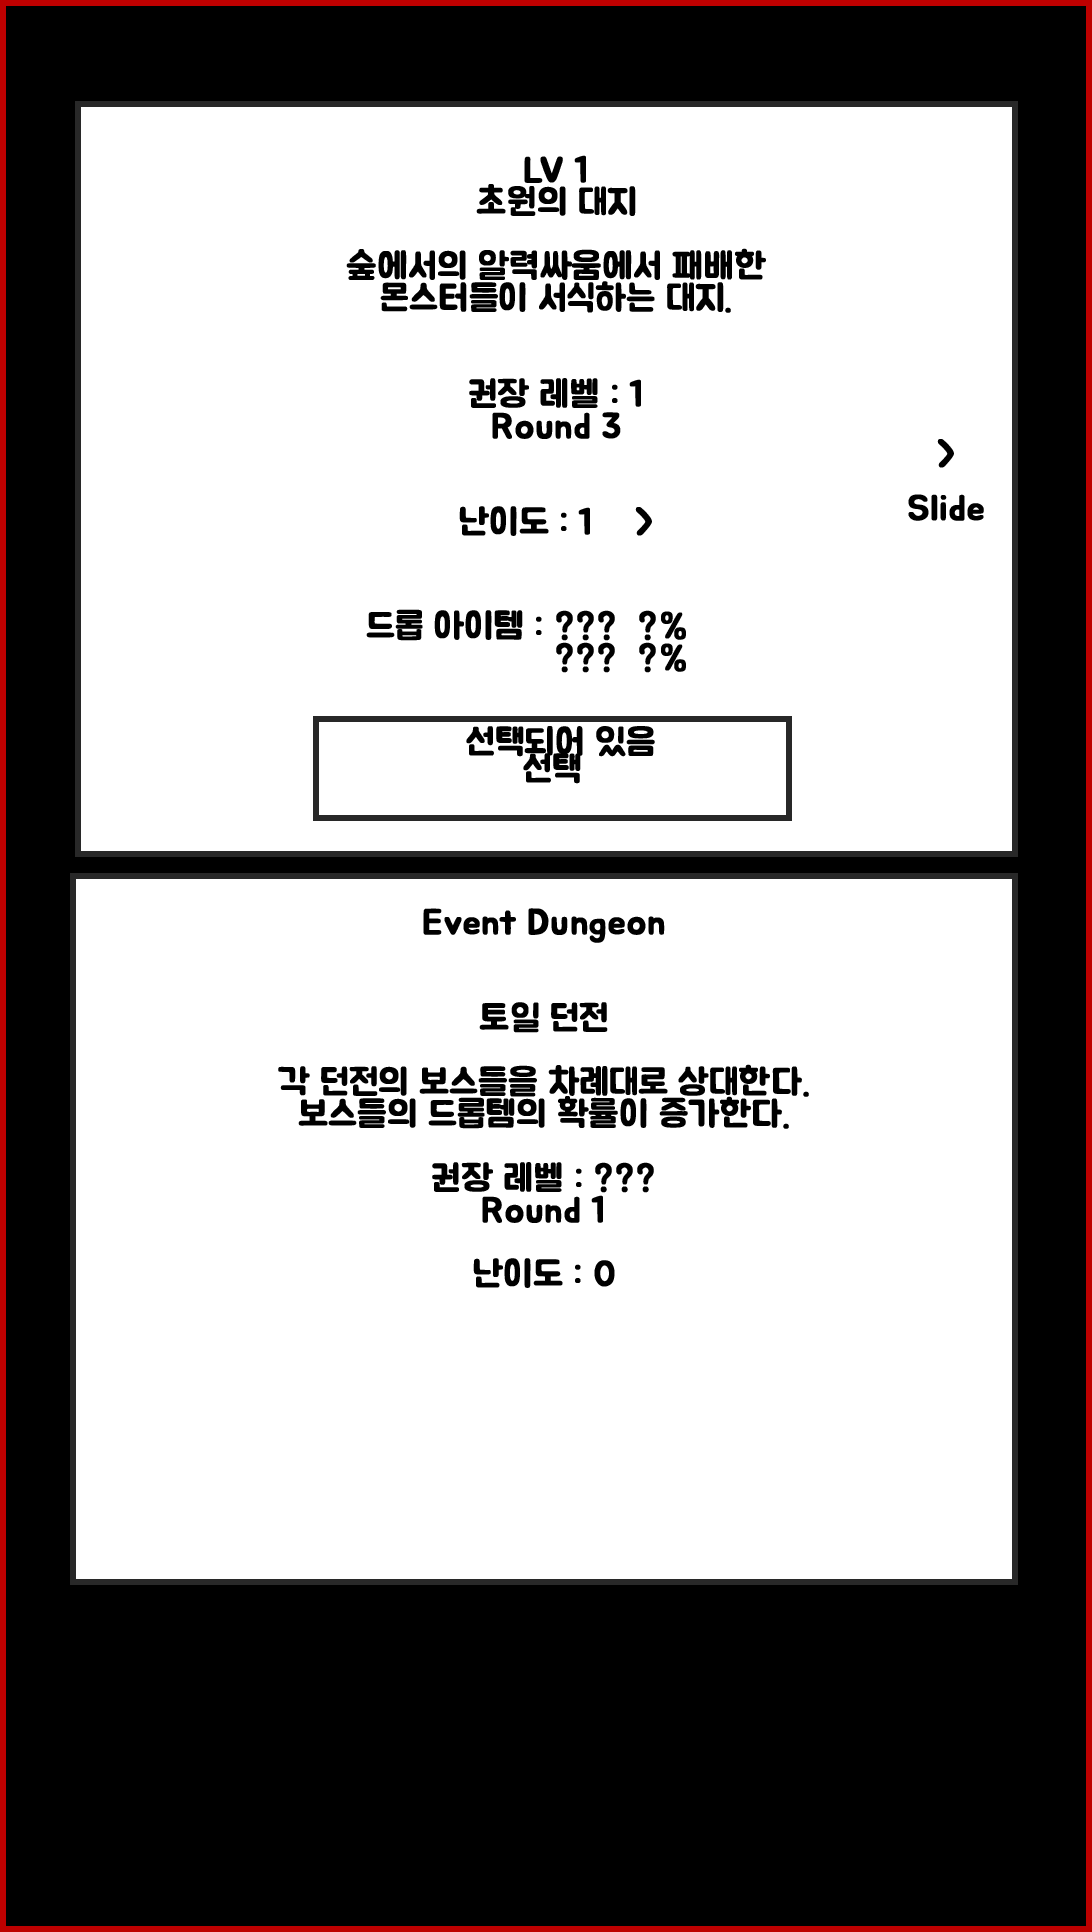 LV 1
초원의 대지
숲에서의 알력싸움에서 패배한
몬스터들이 서식하는 대지.
권장 레벨 : 1
Round 3
>
Slide
난이도 : 1 >
드롭 아이템 : ??? ?%
??? ?%
선택되어 있음
선택
Event Dungeon
토일 던전
각 던전의 보스들을 차례대로 상대한다.
보스들의 드롭템의 확률이 증가한다.
권장 레벨 : ???
Round 1
난이도 : 0